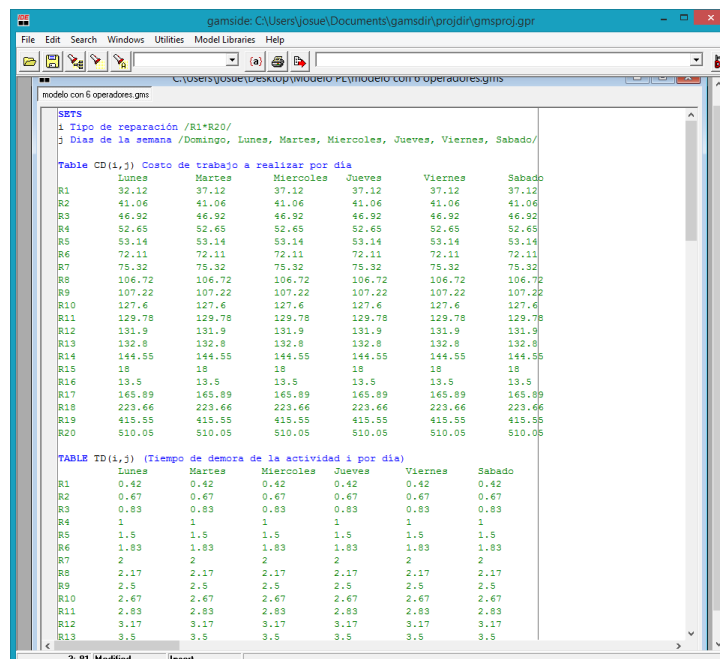 IDE
gamside: C:\Users\josue\Documents\gamsdir\projdir\gmsproj.gpr
File Edit Search Windows Utilities Model Libraries Help
{a}
C:\Users\josue\Desktop\Modelo PL\modelo con 6 operadores.gms
modelo con 6 operadores.gms
SETS
i Tipo de reparación /R1*R20/
j Dias de la semana /Domingo, Lunes, Martes, Miercoles, Jueves, Viernes, Sabado/
Table CD(i,j) Costo de trabajo a realizar por día
Lunes Martes Miercoles Jueves Viernes Sabado
R1 32.12 37.12 37.12 37.12 37.12 37.12
R2 41.06 41.06 41.06 41.06 41.06 41.06
R3 46.92 46.92 46.92 46.92 46.92 46.92
R4 52.65 52.65 52.65 52.65 52.65 52.65
R5 53.14 53.14 53.14 53.14 53.14 53.14
R6 72.11 72.11 72.11 72.11 72.11 72.11
R7 75.32 75.32 75.32 75.32 75.32 75.32
R8 106.72 106.72 106.72 106.72 106.72 106.72
R9 107.22 107.22 107.22 107.22 107.22 107.22
R10 127.6 127.6 127.6 127.6 127.6 127.6
R11 129.78 129.78 129.78 129.78 129.78 129.78
R12 131.9 131.9 131.9 131.9 131.9 131.9
R13 132.8 132.8 132.8 132.8 132.8 132.8
R14 144.55 144.55 144.55 144.55 144.55 144.55
R15 18 18 18 18 18 18
R16 13.5 13.5 13.5 13.5 13.5 13.5
R17 165.89 165.89 165.89 165.89 165.89 165.89
R18 223.66 223.66 223.66 223.66 223.66 223.66
R19 415.55 415.55 415.55 415.55 415.55 415.55
R20 510.05 510.05 510.05 510.05 510.05 510.05
TABLE TD(i,j) (Tiempo de demora de la actividad i por día)
Lunes Martes Miercoles Jueves Viernes Sabado
R1 0.42 0.42 0.42 0.42 0.42 0.42
R2 0.67 0.67 0.67 0.67 0.67 0.67
R3 0.83 0.83 0.83 0.83 0.83 0.83
R4 1 1 1 1 1 1
R5 1.5 1.5 1.5 1.5 1.5 1.5
R6 1.83 1.83 1.83 1.83 1.83 1.83
R7 2 2 2 2 2 2
R8 2.17 2.17 2.17 2.17 2.17 2.17
R9 2.5 2.5 2.5 2.5 2.5 2.5
R10 2.67 2.67 2.67 2.67 2.67 2.67
R11 2.83 2.83 2.83 2.83 2.83 2.83
R12 3.17 3.17 3.17 3.17 3.17 3.17
R13 3.5 3.5 3.5 3.5 3.5 3.5
2: 81 Modified Insert